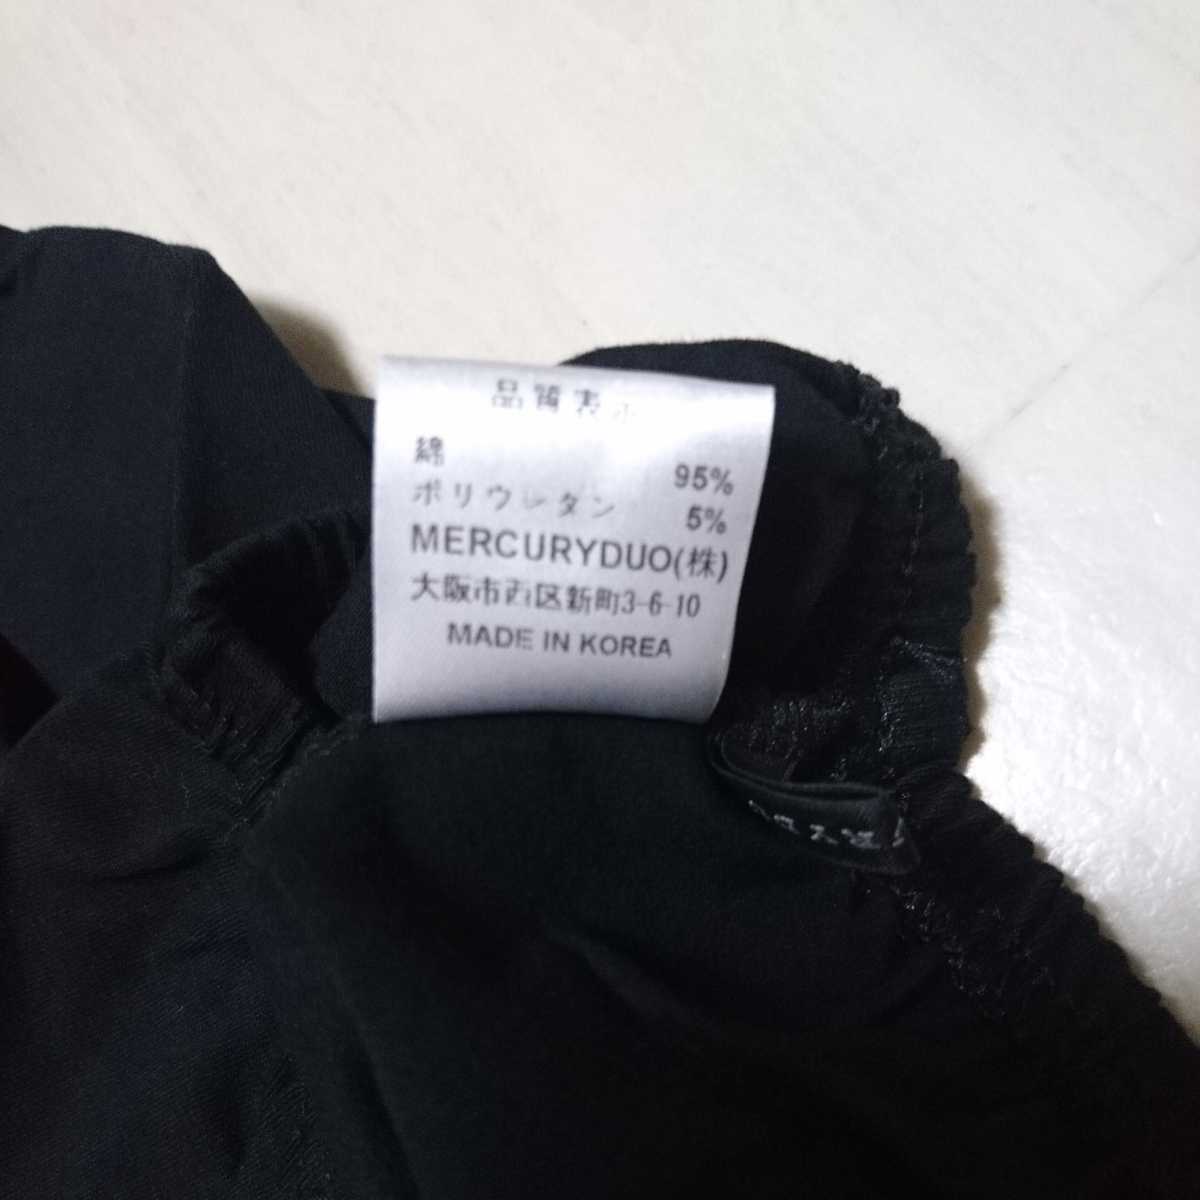 品質表示
綿 95%
ポリウレタン 5%
MERCURYDUO(株)
大阪市西区新町3-6-10
MADE IN KOREA